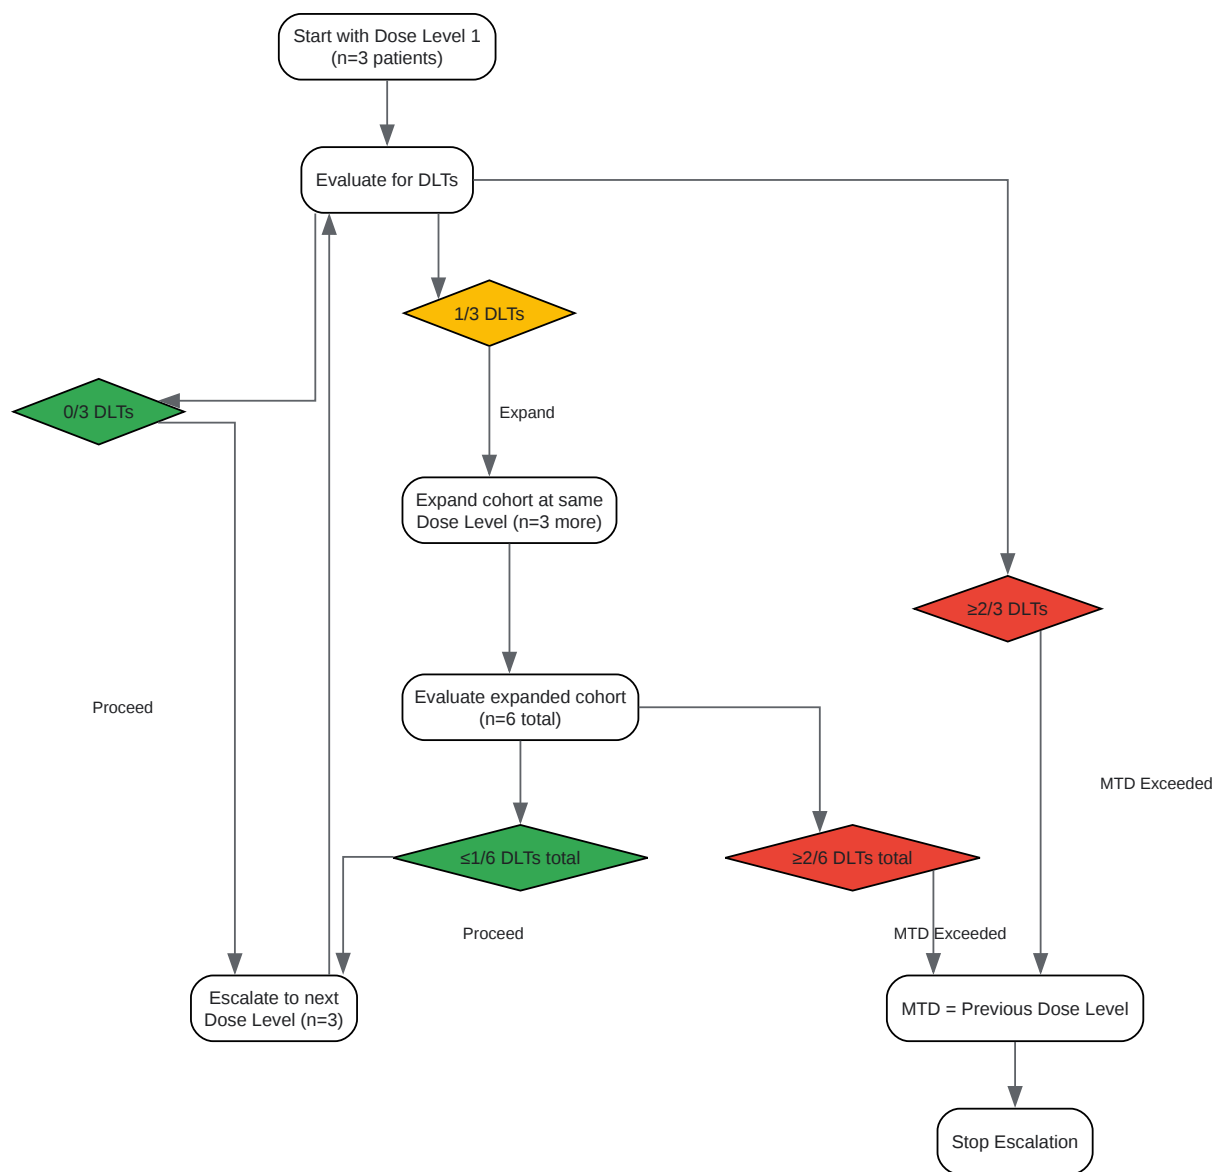 Start with Dose Level 1
(n=3 patients)
Evaluate for DLTs
1/3 DLTs
0/3 DLTs
Expand
Expand cohort at same
Dose Level (n=3 more)
≥2/3 DLTs
Evaluate expanded cohort
(n=6 total)
Proceed
MTD Exceeded
≤1/6 DLTs total
≥2/6 DLTs total
Proceed
MTD Exceeded
Escalate to next
Dose Level (n=3)
MTD = Previous Dose Level
Stop Escalation